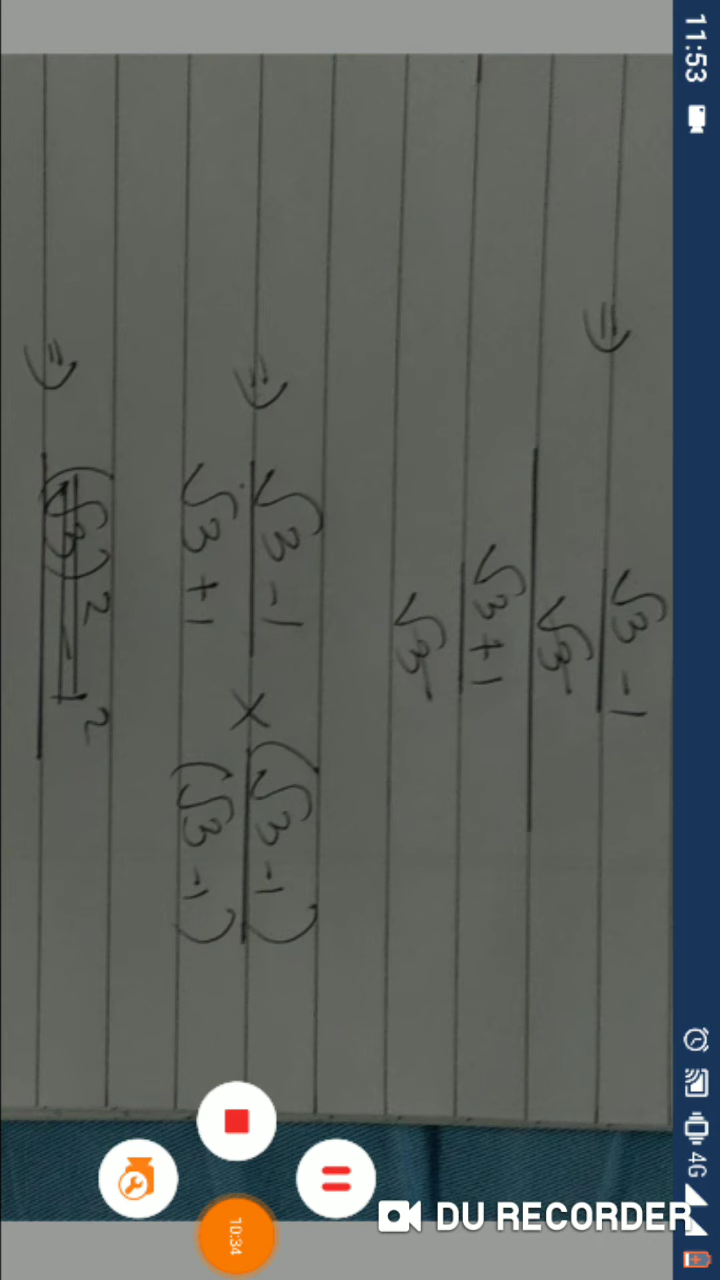 11:53
4G
⇒ √3 - 1
√3
√3 + 1
√3
⇒ √3 - 1 × (√3 - 1)
√3 + 1 (√3 - 1)
⇒ (√3)² - 1²
10:34
DU RECORDER